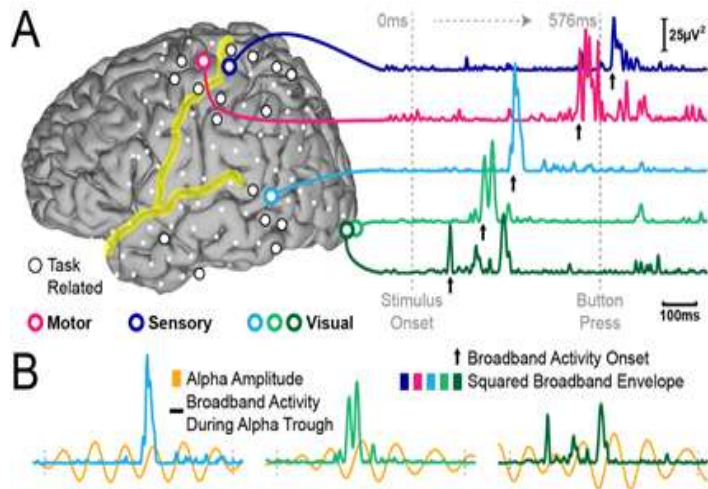 A
0ms
576ms
25µV²
Task
Related
Motor
Sensory
Visual
Stimulus
Onset
Button
Press
100ms
B
Alpha Amplitude
Broadband Activity
During Alpha Trough
Broadband Activity Onset
Squared Broadband Envelope